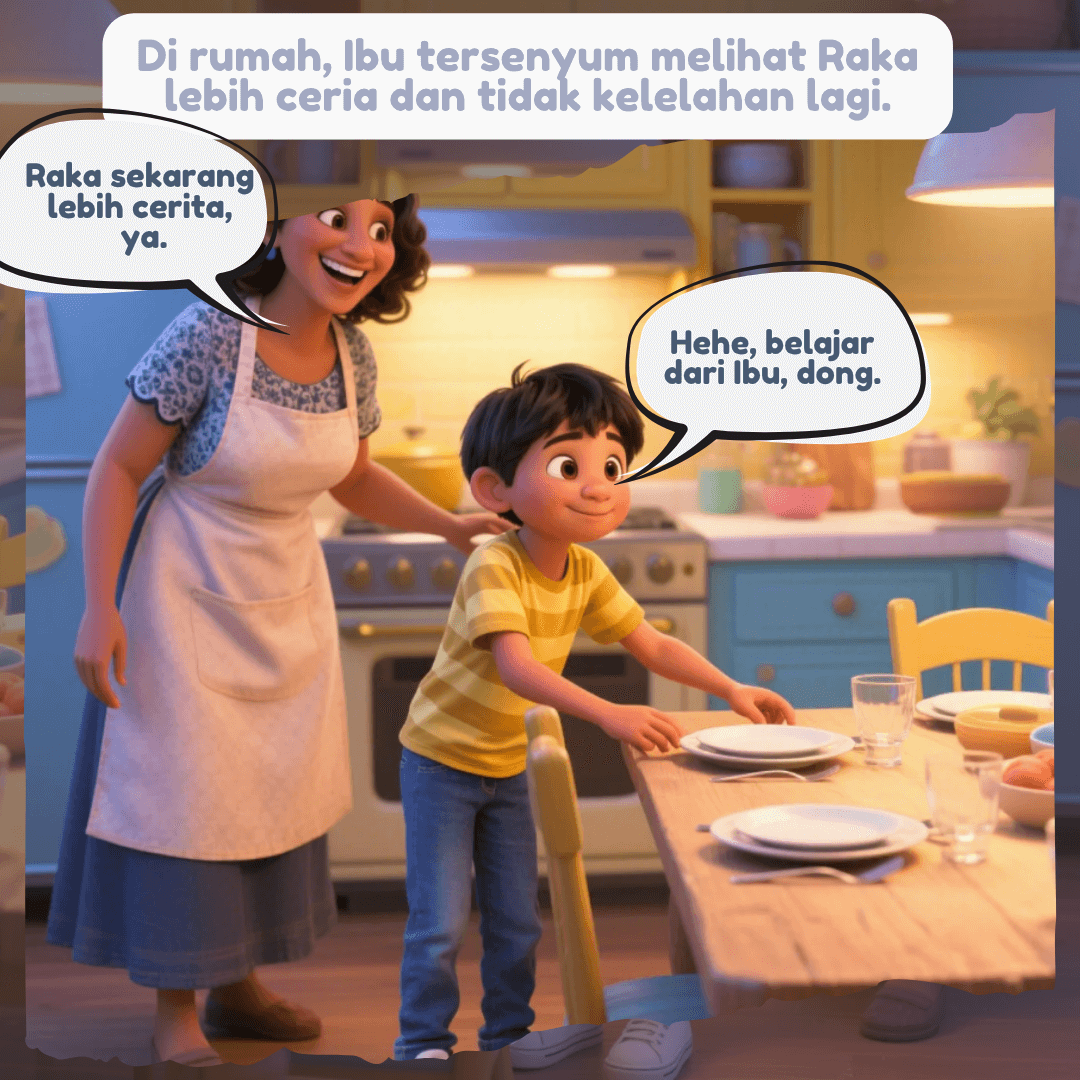 Di rumah, Ibu tersenyum melihat Raka
lebih ceria dan tidak kelelahan lagi.
Raka sekarang
lebih cerita,
ya.
Hehe, belajar
dari Ibu, dong.